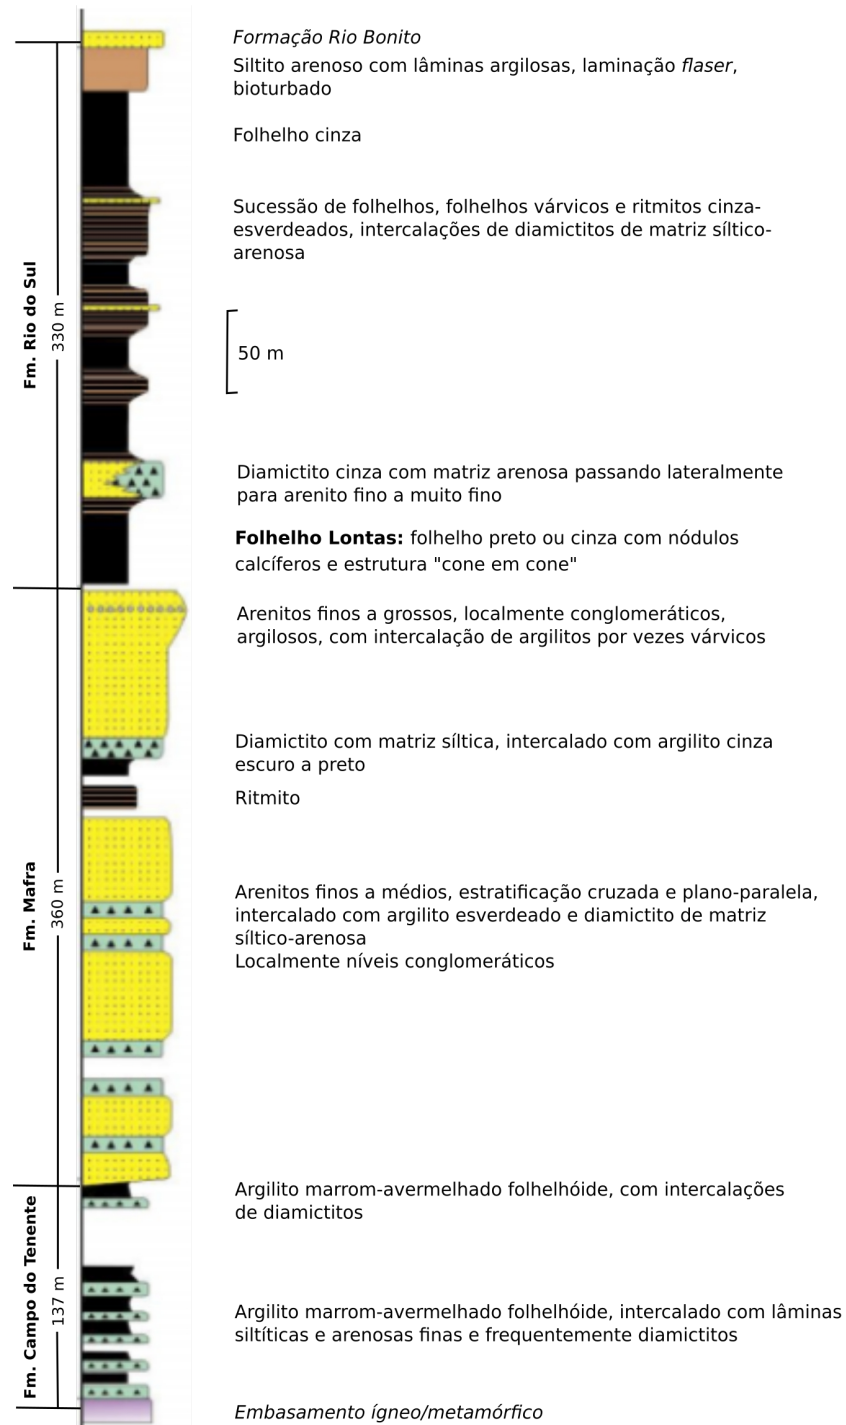 Formação Rio Bonito
Siltito arenoso com lâminas argilosas, laminação flaser,
bioturbado
Folhelho cinza
Sucessão de folhelhos, folhelhos várvicos e ritmitos cinza-
esverdeados, intercalações de diamictitos de matriz síltico-
arenosa
Fm. Rio do Sul
330 m
50 m
Diamictito cinza com matriz arenosa passando lateralmente
para arenito fino a muito fino
Folhelho Lontas: folhelho preto ou cinza com nódulos
calcíferos e estrutura "cone em cone"
Arenitos finos a grossos, localmente conglomeráticos,
argilosos, com intercalação de argilitos por vezes várvicos
Diamictito com matriz síltica, intercalado com argilito cinza
escuro a preto
Ritmito
Fm. Mafra
360 m
Arenitos finos a médios, estratificação cruzada e plano-paralela,
intercalado com argilito esverdeado e diamictito de matriz
síltico-arenosa
Localmente níveis conglomeráticos
Argilito marrom-avermelhado folhelhóide, com intercalações
de diamictitos
Fm. Campo do Tenente
137 m
Argilito marrom-avermelhado folhelhóide, intercalado com lâminas
siltíticas e arenosas finas e frequentemente diamictitos
Embasamento ígneo/metamórfico